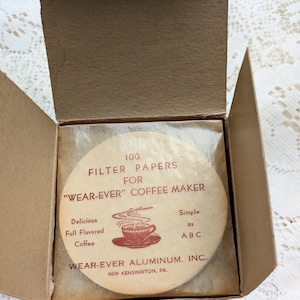 100
FILTER PAPERS
FOR
"WEAR-EVER" COFFEE MAKER
Delicious
Full Flavored
Coffee
Simple
as
A B C
WEAR-EVER ALUMINUM, INC.
NEW KENSINGTON, PA.